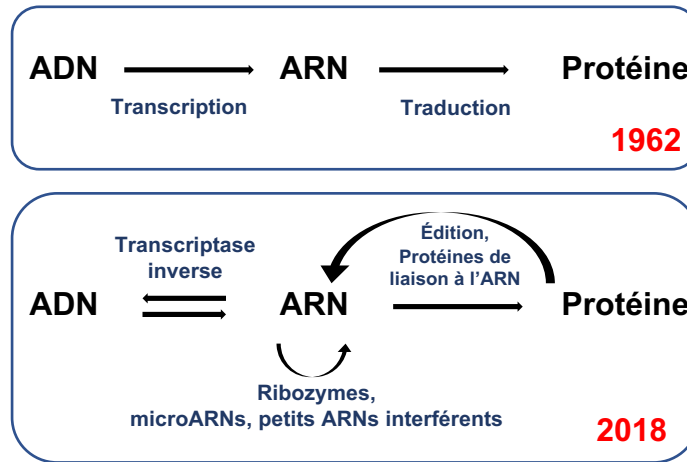 ADN ARN Protéine
Transcription Traduction
1962
Transcriptase
inverse
Édition,
Protéines de
liaison à l'ARN
ADN ARN Protéine
Ribozymes,
microARNs, petits ARNs interférents
2018